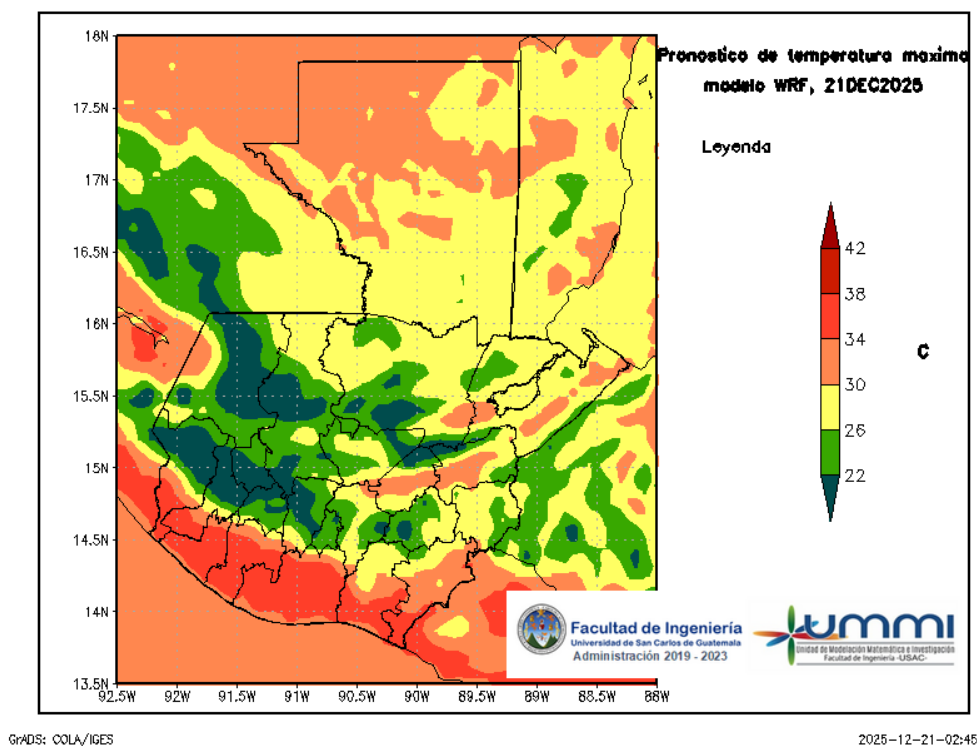 Pronostico de temperatura maxima
modelo WRF, 21DEC2025
Leyenda
42
38
34
30
26
22
C
18N
17.5N
17N
16.5N
16N
15.5N
15N
14.5N
14N
13.5N
92.5W 92W 91.5W 91W 90.5W 90W 89.5W 89W 88.5W 88W
Facultad de Ingeniería
Universidad de San Carlos de Guatemala
Administración 2019 - 2023
ummi
Unidad de Modelación Matemática e Investigación
Facultad de Ingeniería -USAC-
GrADS: COLA/IGES
2025-12-21-02:45